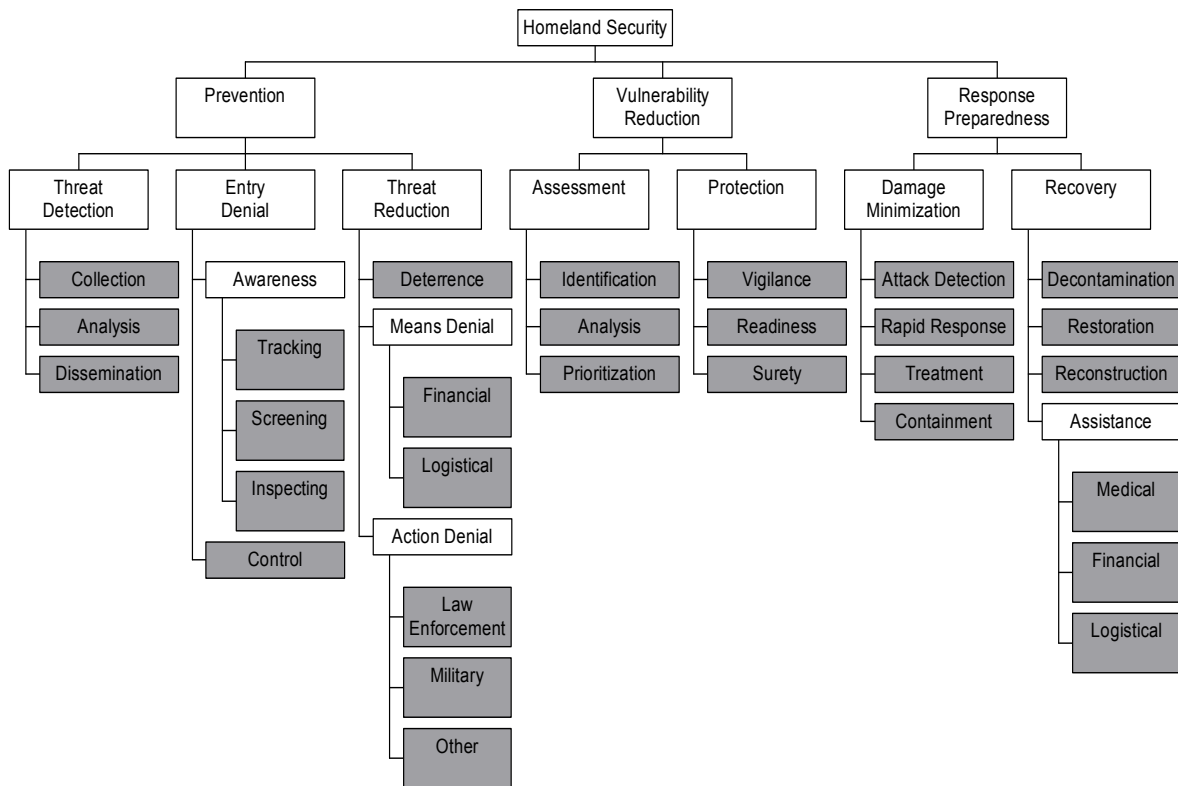 Homeland Security
Prevention
Vulnerability
Reduction
Response
Preparedness
Threat
Detection
Entry
Denial
Threat
Reduction
Assessment
Protection
Damage
Minimization
Recovery
Collection
Analysis
Dissemination
Awareness
Tracking
Screening
Inspecting
Control
Deterrence
Means Denial
Financial
Logistical
Action Denial
Law
Enforcement
Military
Other
Identification
Analysis
Prioritization
Vigilance
Readiness
Surety
Attack Detection
Rapid Response
Treatment
Containment
Decontamination
Restoration
Reconstruction
Assistance
Medical
Financial
Logistical